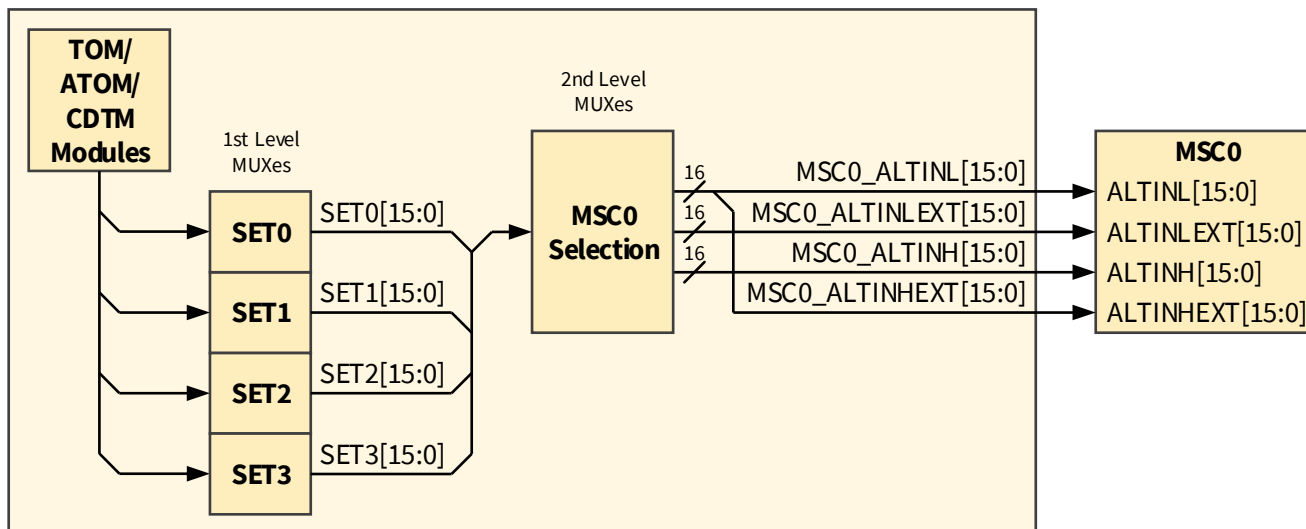 TOM/
ATOM/
CDTM
Modules
1st Level
MUXes
SET0
SET1
SET2
SET3
SET0[15:0]
SET1[15:0]
SET2[15:0]
SET3[15:0]
2nd Level
MUXes
MSC0
Selection
16
MSC0_ALTINL[15:0]
16
MSC0_ALTINLEXT[15:0]
16
MSC0_ALTINH[15:0]
MSC0_ALTINHEXT[15:0]
MSC0
ALTINL[15:0]
ALTINLEXT[15:0]
ALTINH[15:0]
ALTINHEXT[15:0]